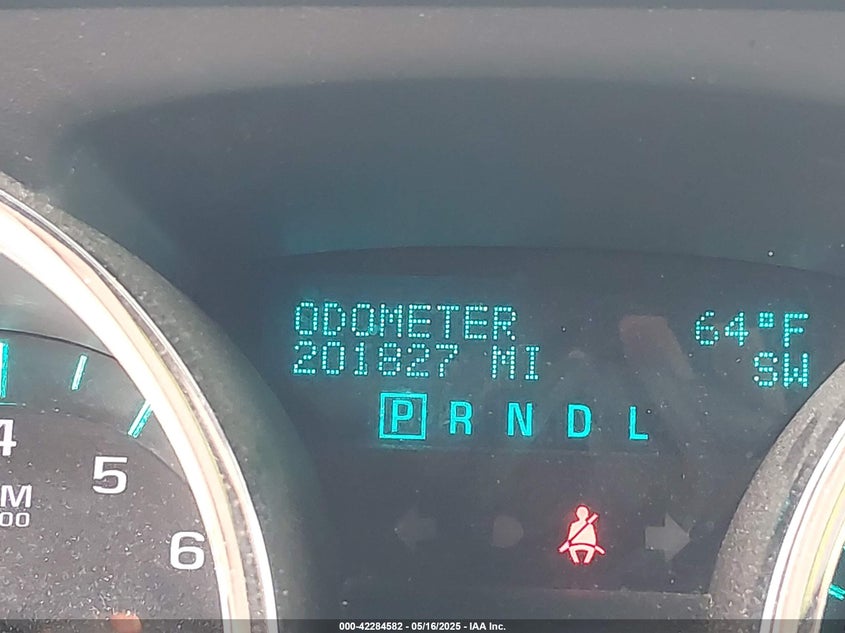 ODOMETER 64°F
201827 MI SW
P R N D L
4
5
6
000-42284582 - 05/16/2025 - IAA Inc.